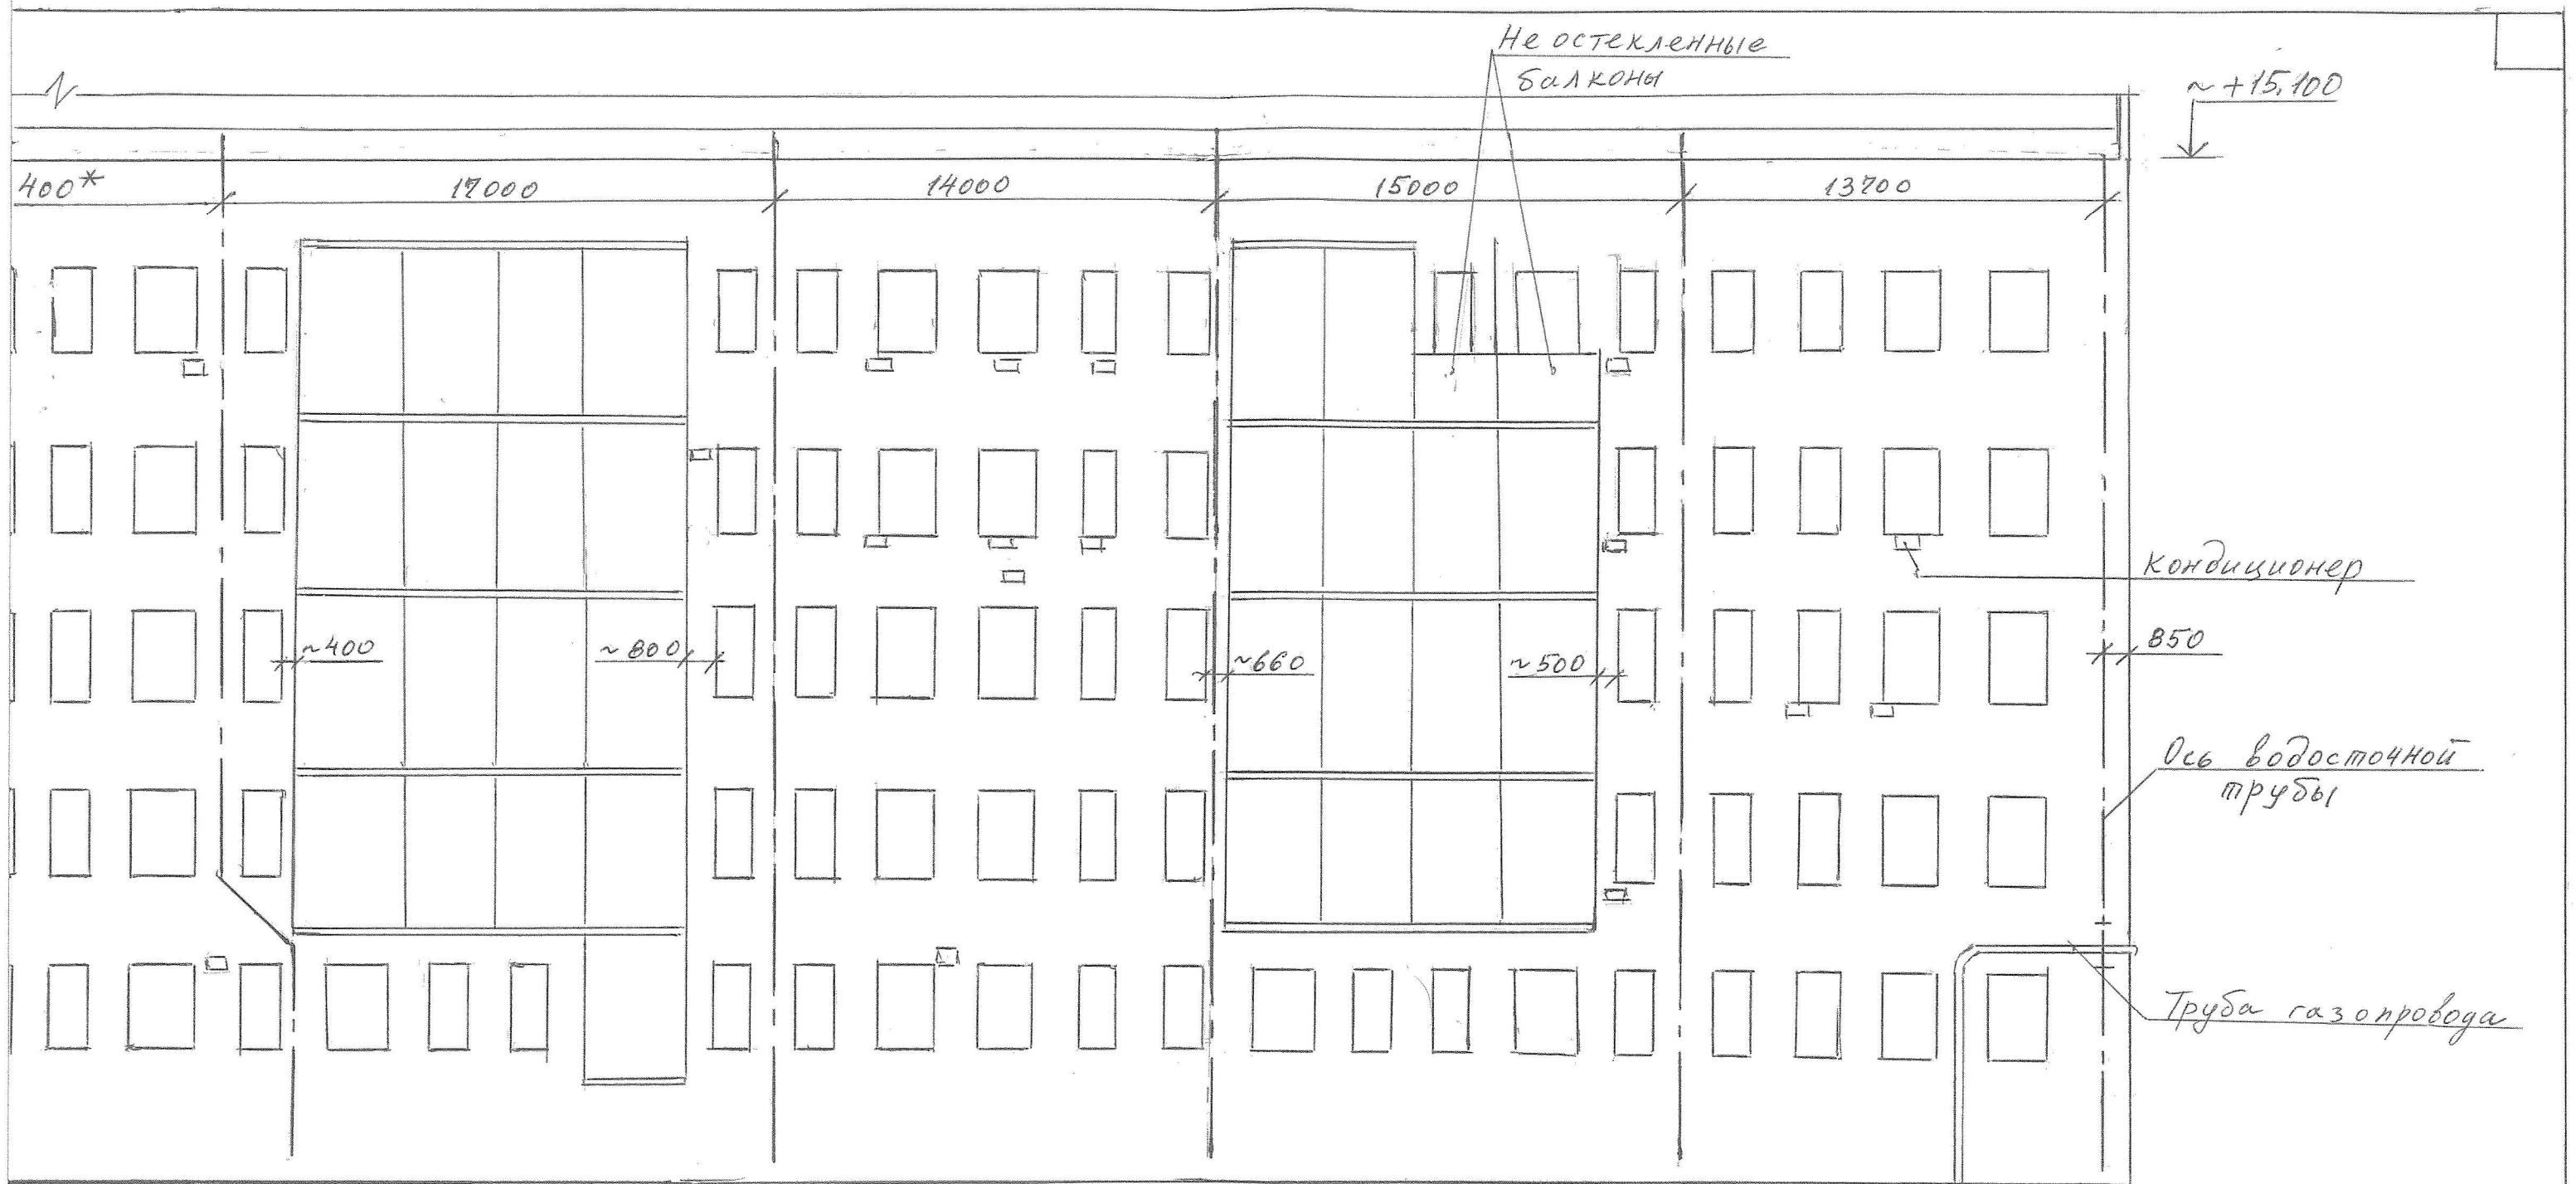 Не остекленные
балконы
~ +15,100
400*
17000
14000
15000
13700
кондиционер
~400
~800
~660
~500
850
Ось водосточной
трубы
Труба газопровода